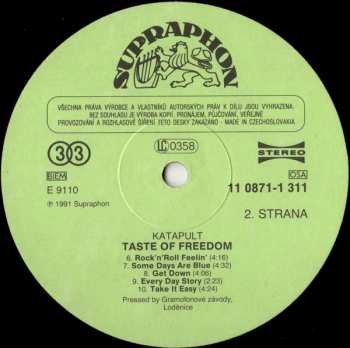 SUPRAPHON
VŠECHNA PRÁVA VÝROBCE A VLASTNÍKŮ AUTORSKÝCH PRÁV K DÍLU JSOU VYHRAZENA.
BEZ SOUHLASU JE VÝROBA KOPIÍ, PRONÁJEM, PŮJČOVÁNÍ, VEŘEJNÉ
PROVOZOVÁNÍ A ROZHLASOVÉ ŠÍŘENÍ TÉTO DESKY ZAKÁZÁNO - MADE IN CZECHOSLOVAKIA
33
LC 0358
STEREO
BIEM
OSA
E 9110
11 0871-1 311
℗ 1991 Supraphon
2. STRANA
KATAPULT
TASTE OF FREEDOM
6. Rock'n'Roll Feelin' (4:16)
7. Some Days Are Blue (4:32)
8. Get Down (4:06)
9. Every Day Story (2:23)
10. Take It Easy (3:24)
Pressed by Gramofonové závody,
Loděnice